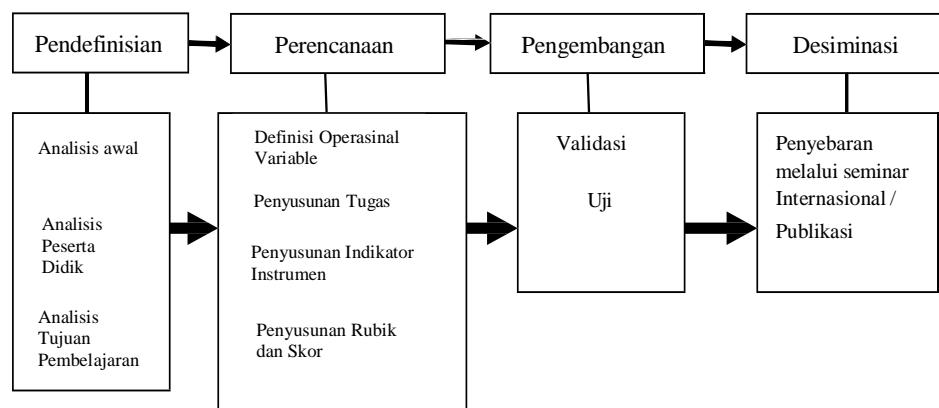 Pendefinisian
Perencanaan
Pengembangan
Desiminasi
Analisis awal
Analisis
Peserta
Didik
Analisis
Tujuan
Pembelajaran
Definisi Operasinal
Variable
Penyusunan Tugas
Penyusunan Indikator
Instrumen
Penyusunan Rubik
dan Skor
Validasi
Uji
Penyebaran
melalui seminar
Internasional /
Publikasi